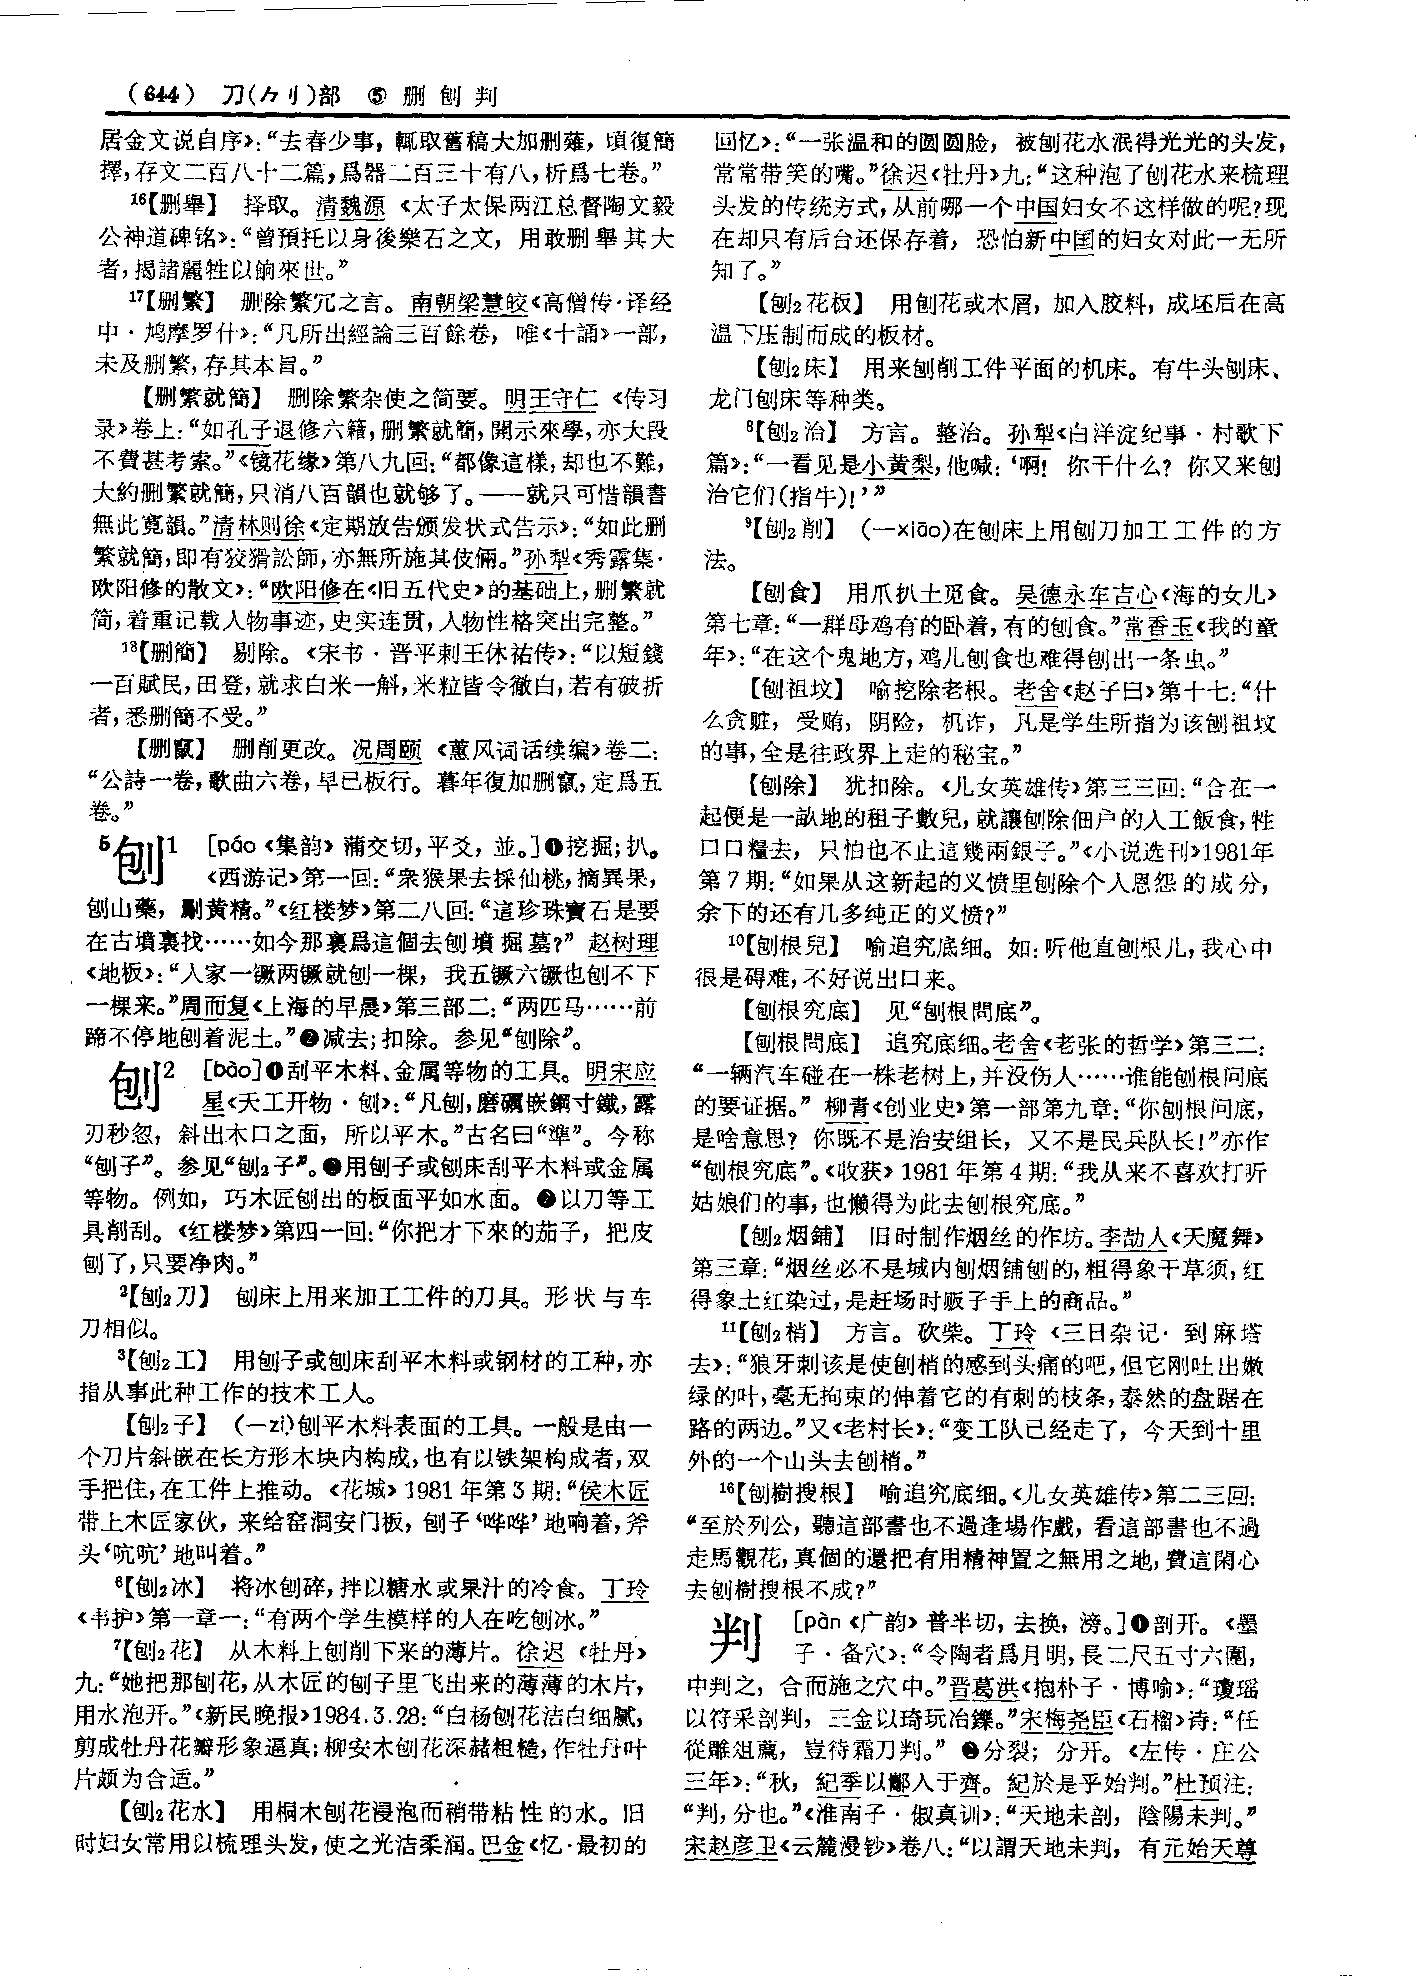 (644) 刀(⺈刂)部 ⑤ 删刨判
居金文说自序》:“去春少事,輒取舊稿大加删薙,頃復簡
擇,存文二百八十二篇,爲器二百三十有八,析爲七卷。”
16【删舉】 择取。清魏源《太子太保两江总督陶文毅
公神道碑铭》:“曾預托以身後樂石之文,用敢删舉其大
者,揭諸麗牲以餉來世。”
17【删繁】 删除繁冗之言。南朝梁慧皎《高僧传·译经
中·鸠摩罗什》:“凡所出經論三百餘卷,唯《十誦》一部,
未及删繁,存其本旨。”
【删繁就簡】 删除繁杂使之简要。明王守仁《传习
录》卷上:“如孔子退修六籍,删繁就簡,開示來學,亦大段
不費甚考索。”《镜花缘》第八九回:“都像這樣,却也不難,
大約删繁就簡,只消八百韻也就够了。——就只可惜韻書
無此寬韻。”清林则徐《定期放告颁发状式告示》:“如此删
繁就簡,即有狡猾訟師,亦無所施其伎倆。”孙犁《秀露集·
欧阳修的散文》:“欧阳修在《旧五代史》的基础上,删繁就
简,着重记载人物事迹,史实连贯,人物性格突出完整。”
18【删簡】 剔除。《宋书·晋平剌王休祐传》:“以短錢
一百賦民,田登,就求白米一斛,米粒皆令徹白,若有破折
者,悉删簡不受。”
【删竄】 删削更改。况周颐《蕙风词话续编》卷二:
“公詩一卷,歌曲六卷,早已板行。暮年復加删竄,定爲五
卷。”
5刨1 [páo《集韵》蒲交切,平爻,並。]❶挖掘;扒。
《西游记》第一回:“衆猴果去採仙桃,摘異果,
刨山藥,劚黄精。”《红楼梦》第二八回:“這珍珠寶石是要
在古墳裏找……如今那裏爲這個去刨墳掘墓?”赵树理
《地板》:“人家一镢两镢就刨一棵,我五镢六镢也刨不下
一棵来。”周而复《上海的早晨》第三部二:“两匹马……前
蹄不停地刨着泥土。”❷减去;扣除。参见“刨除”。
刨2 [bào]❶刮平木料、金属等物的工具。明宋应
星《天工开物·刨》:“凡刨,磨礪嵌鋼寸鐵,露
刃秒忽,斜出木口之面,所以平木。”古名曰“準”。今称
“刨子”。参见“刨2子”。❷用刨子或刨床刮平木料或金属
等物。例如,巧木匠刨出的板面平如水面。❸以刀等工
具削刮。《红楼梦》第四一回:“你把才下來的茄子,把皮
刨了,只要净肉。”
2【刨2刀】 刨床上用来加工工件的刀具。形状与车
刀相似。
3【刨2工】 用刨子或刨床刮平木料或钢材的工种,亦
指从事此种工作的技术工人。
【刨2子】 (—zi)刨平木料表面的工具。一般是由一
个刀片斜嵌在长方形木块内构成,也有以铁架构成者,双
手把住,在工件上推动。《花城》1981年第3期:“侯木匠
带上木匠家伙,来给窑洞安门板,刨子‘哗哗’地响着,斧
头‘吭吭’地叫着。”
6【刨2冰】 将冰刨碎,拌以糖水或果汁的冷食。丁玲
《韦护》第一章一:“有两个学生模样的人在吃刨冰。”
7【刨2花】 从木料上刨削下来的薄片。徐迟《牡丹》
九:“她把那刨花,从木匠的刨子里飞出来的薄薄的木片,
用水泡开。”《新民晚报》1984.3.28:“白杨刨花洁白细腻,
剪成牡丹花瓣形象逼真;柳安木刨花深赭粗糙,作牡丹叶
片颇为合适。”
【刨2花水】 用桐木刨花浸泡而稍带粘性的水。旧
时妇女常用以梳理头发,使之光洁柔润。巴金《忆·最初的
回忆》:“一张温和的圆圆脸,被刨花水泯得光光的头发,
常常带笑的嘴。”徐迟《牡丹》九:“这种泡了刨花水来梳理
头发的传统方式,从前哪一个中国妇女不这样做的呢?现
在却只有后台还保存着,恐怕新中国的妇女对此一无所
知了。”
【刨2花板】 用刨花或木屑,加入胶料,成坯后在高
温下压制而成的板材。
【刨2床】 用来刨削工件平面的机床。有牛头刨床、
龙门刨床等种类。
8【刨2治】 方言。整治。孙犁《白洋淀纪事·村歌下
篇》:“一看见是小黄梨,他喊:‘啊!你干什么?你又来刨
治它们(指牛)!’”
9【刨2削】 (—xiāo)在刨床上用刨刀加工工件的方
法。
【刨食】 用爪扒土觅食。吴德永车吉心《海的女儿》
第七章:“一群母鸡有的卧着,有的刨食。”常香玉《我的童
年》:“在这个鬼地方,鸡儿刨食也难得刨出一条虫。”
【刨祖坟】 喻挖除老根。老舍《赵子曰》第十七:“什
么贪赃,受贿,阴险,机诈,凡是学生所指为该刨祖坟
的事,全是往政界上走的秘宝。”
【刨除】 犹扣除。《儿女英雄传》第三三回:“合在一
起便是一畝地的租子數兒,就讓刨除佃户的人工飯食,牲
口口糧去,只怕也不止這幾兩銀子。”《小说选刊》1981年
第7期:“如果从这新起的义愤里刨除个人恩怨的成分,
余下的还有几多纯正的义愤?”
10【刨根兒】 喻追究底细。如:听他直刨根儿,我心中
很是碍难,不好说出口来。
【刨根究底】 见“刨根問底”。
【刨根問底】 追究底细。老舍《老张的哲学》第三二:
“一辆汽车碰在一株老树上,并没伤人……谁能刨根问底
的要证据。”柳青《创业史》第一部第九章:“你刨根问底,
是啥意思?你既不是治安组长,又不是民兵队长!”亦作
“刨根究底”。《收获》1981年第4期:“我从来不喜欢打听
姑娘们的事,也懒得为此去刨根究底。”
【刨2烟鋪】 旧时制作烟丝的作坊。李劼人《天魔舞》
第三章:“烟丝必不是城内刨烟铺刨的,粗得象干草须,红
得象土红染过,是赶场时贩子手上的商品。”
11【刨2梢】 方言。砍柴。丁玲《三日杂记·到麻塔
去》:“狼牙刺该是使刨梢的感到头痛的吧,但它刚吐出嫩
绿的叶,毫无拘束的伸着它的有刺的枝条,泰然的盘踞在
路的两边。”又《老村长》:“变工队已经走了,今天到十里
外的一个山头去刨梢。”
16【刨樹搜根】 喻追究底细。《儿女英雄传》第二三回:
“至於列公,聽這部書也不過逢場作戲,看這部書也不過
走馬觀花,真個的還把有用精神置之無用之地,費這閑心
去刨樹搜根不成?”
判 [pàn《广韵》普半切,去换,滂。]❶剖开。《墨
子·备穴》:“令陶者爲月明,長二尺五寸六圍,
中判之,合而施之穴中。”晋葛洪《抱朴子·博喻》:“瓊瑶
以符采剖判,三金以琦玩冶鑠。”宋梅尧臣《石榴》诗:“任
從雕俎薦,豈待霜刀判。”❷分裂;分开。《左传·庄公
三年》:“秋,紀季以酅入于齊。紀於是乎始判。”杜预注:
“判,分也。”《淮南子·俶真训》:“天地未剖,陰陽未判。”
宋赵彦卫《云麓漫钞》卷八:“以謂天地未判,有元始天尊